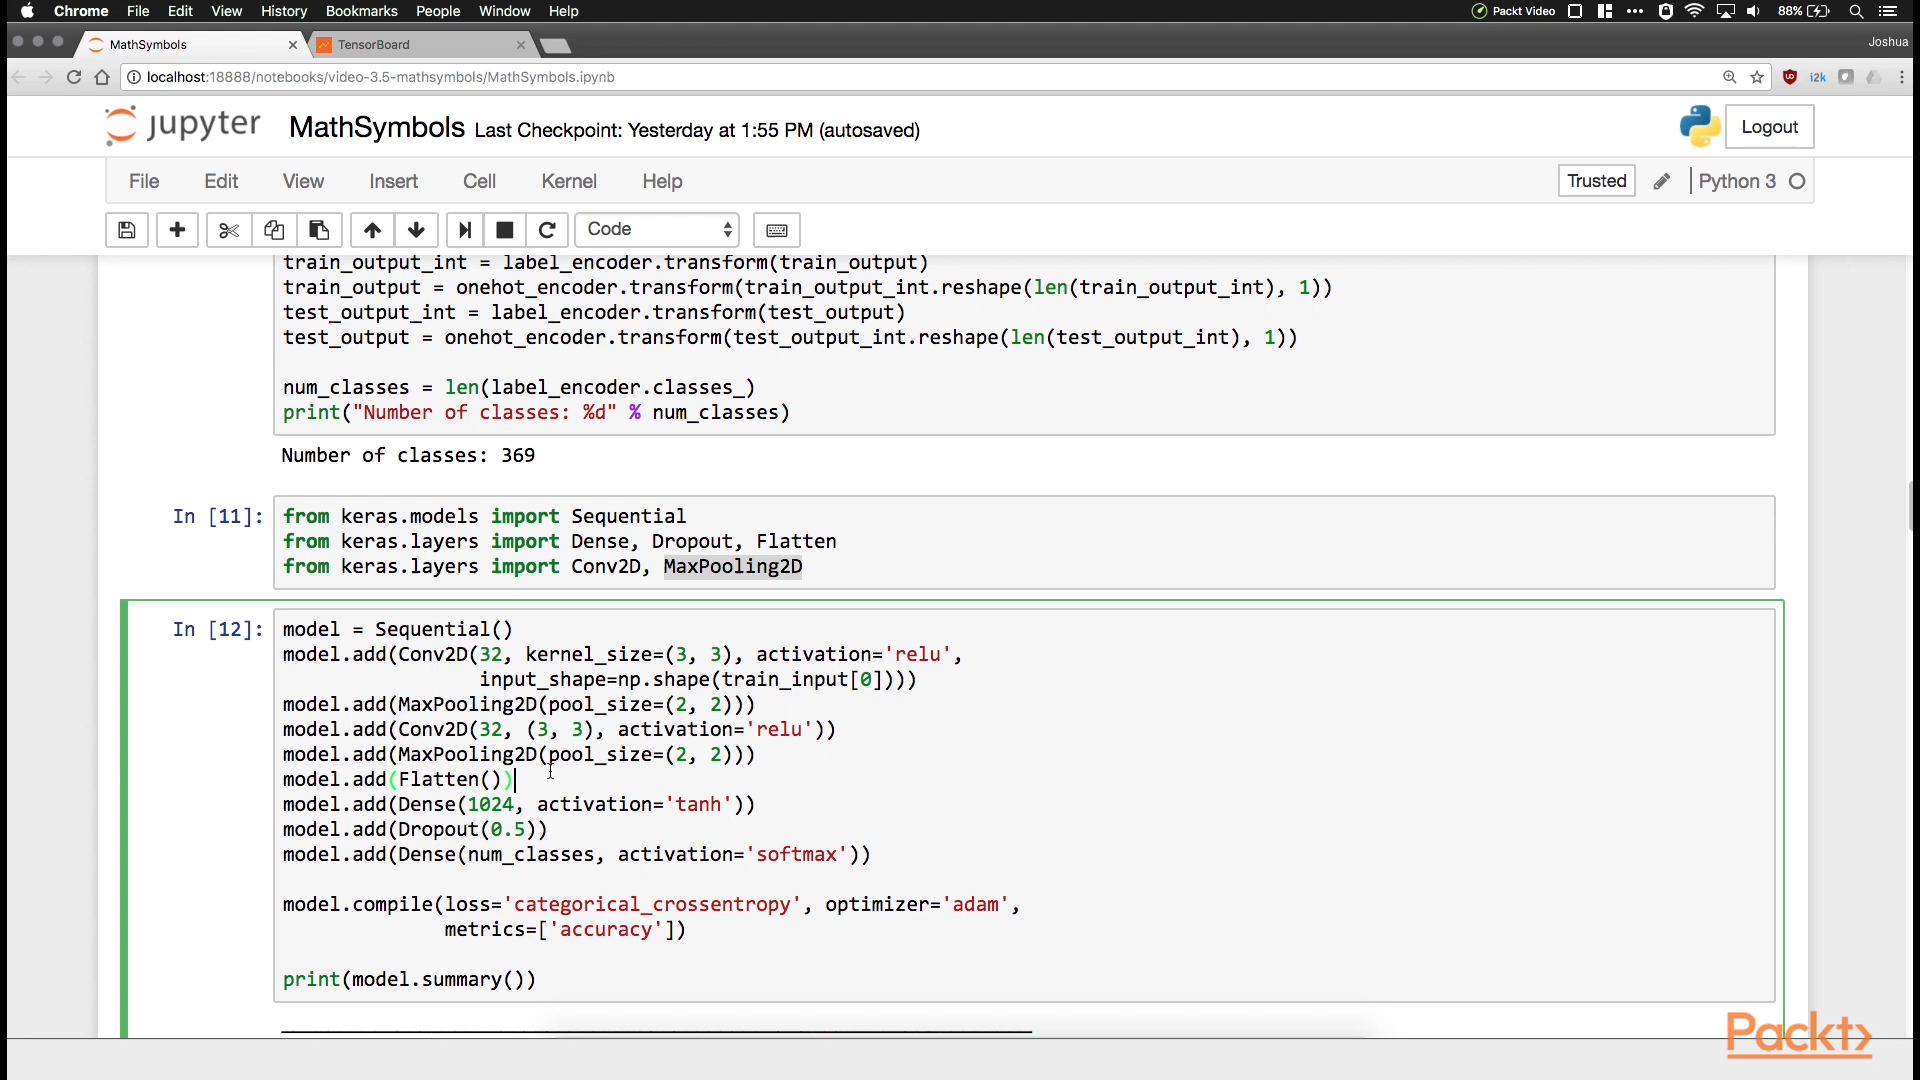 Chrome File Edit View History Bookmarks People Window Help Packt Video 88%
MathSymbols TensorBoard Joshua
localhost:18888/notebooks/video-3.5-mathsymbols/MathSymbols.ipynb i2k
jupyter MathSymbols Last Checkpoint: Yesterday at 1:55 PM (autosaved) Logout
File Edit View Insert Cell Kernel Help Trusted Python 3
Code
train_output_int = label_encoder.transform(train_output)
train_output = onehot_encoder.transform(train_output_int.reshape(len(train_output_int), 1))
test_output_int = label_encoder.transform(test_output)
test_output = onehot_encoder.transform(test_output_int.reshape(len(test_output_int), 1))
num_classes = len(label_encoder.classes_)
print("Number of classes: %d" % num_classes)
Number of classes: 369
In [11]: from keras.models import Sequential
from keras.layers import Dense, Dropout, Flatten
from keras.layers import Conv2D, MaxPooling2D
In [12]: model = Sequential()
model.add(Conv2D(32, kernel_size=(3, 3), activation='relu',
input_shape=np.shape(train_input[0])))
model.add(MaxPooling2D(pool_size=(2, 2)))
model.add(Conv2D(32, (3, 3), activation='relu'))
model.add(MaxPooling2D(pool_size=(2, 2)))
model.add(Flatten())
model.add(Dense(1024, activation='tanh'))
model.add(Dropout(0.5))
model.add(Dense(num_classes, activation='softmax'))
model.compile(loss='categorical_crossentropy', optimizer='adam',
metrics=['accuracy'])
print(model.summary())
Packt>